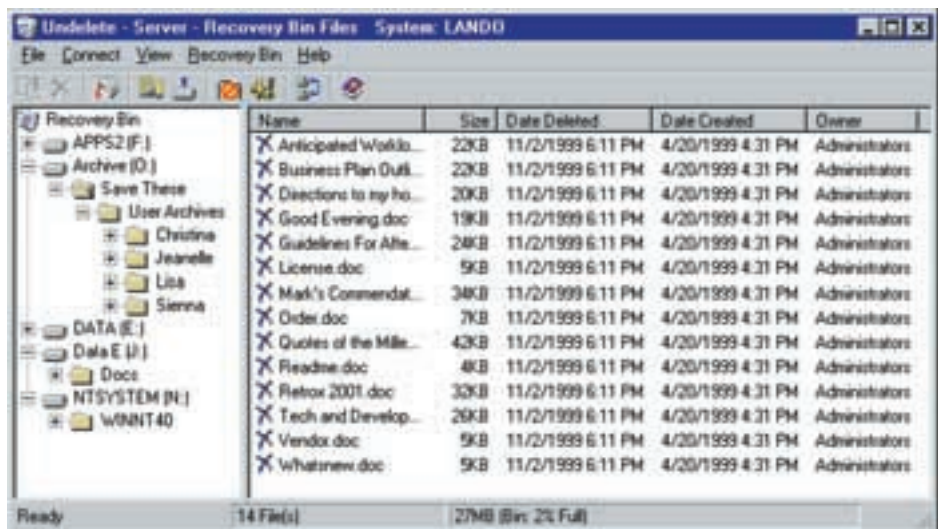 Undelete - Server - Recovery Bin Files System: LANDO
File Connect View Recovery Bin Help
Recovery Bin
APPS2 (F:)
Archive (O:)
Save These
User Archives
Christina
Jeanelle
Lisa
Sienna
DATA (E:)
Data E (J:)
Docs
NTSYSTEM (N:)
WINNT40
Name Size Date Deleted Date Created Owner
Anticipated Worklo... 22KB 11/2/1999 6:11 PM 4/20/1999 4:31 PM Administrators
Business Plan Outli... 22KB 11/2/1999 6:11 PM 4/20/1999 4:31 PM Administrators
Directions to my ho... 20KB 11/2/1999 6:11 PM 4/20/1999 4:31 PM Administrators
Good Evening.doc 19KB 11/2/1999 6:11 PM 4/20/1999 4:31 PM Administrators
Guidelines For Afte... 24KB 11/2/1999 6:11 PM 4/20/1999 4:31 PM Administrators
License.doc 5KB 11/2/1999 6:11 PM 4/20/1999 4:31 PM Administrators
Mark's Commendat... 34KB 11/2/1999 6:11 PM 4/20/1999 4:31 PM Administrators
Order.doc 7KB 11/2/1999 6:11 PM 4/20/1999 4:31 PM Administrators
Quotes of the Mille... 42KB 11/2/1999 6:11 PM 4/20/1999 4:31 PM Administrators
Readme.doc 4KB 11/2/1999 6:11 PM 4/20/1999 4:31 PM Administrators
Retrox 2001.doc 32KB 11/2/1999 6:11 PM 4/20/1999 4:31 PM Administrators
Tech and Develop... 26KB 11/2/1999 6:11 PM 4/20/1999 4:31 PM Administrators
Vendox.doc 5KB 11/2/1999 6:11 PM 4/20/1999 4:31 PM Administrators
Whatsnew.doc 5KB 11/2/1999 6:11 PM 4/20/1999 4:31 PM Administrators
Ready 14 File(s) 27MB (Bin: 2% Full)